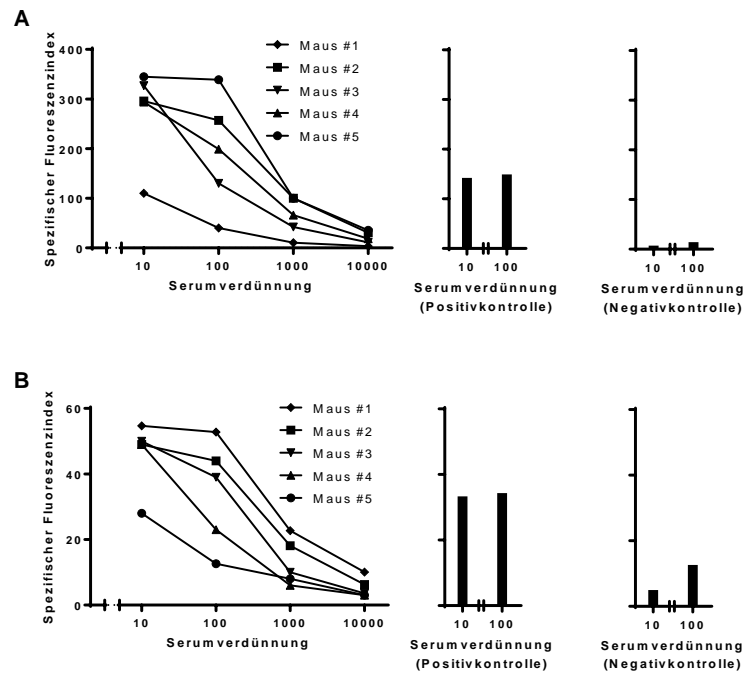 A
Spezifischer Fluoreszenzindex
400
300
200
100
0
10 100 1000 10000
Serumverdünnung
Maus #1
Maus #2
Maus #3
Maus #4
Maus #5
10 100
Serumverdünnung
(Positivkontrolle)
10 100
Serumverdünnung
(Negativkontrolle)
B
Spezifischer Fluoreszenzindex
60
40
20
0
10 100 1000 10000
Serumverdünnung
Maus #1
Maus #2
Maus #3
Maus #4
Maus #5
10 100
Serumverdünnung
(Positivkontrolle)
10 100
Serumverdünnung
(Negativkontrolle)